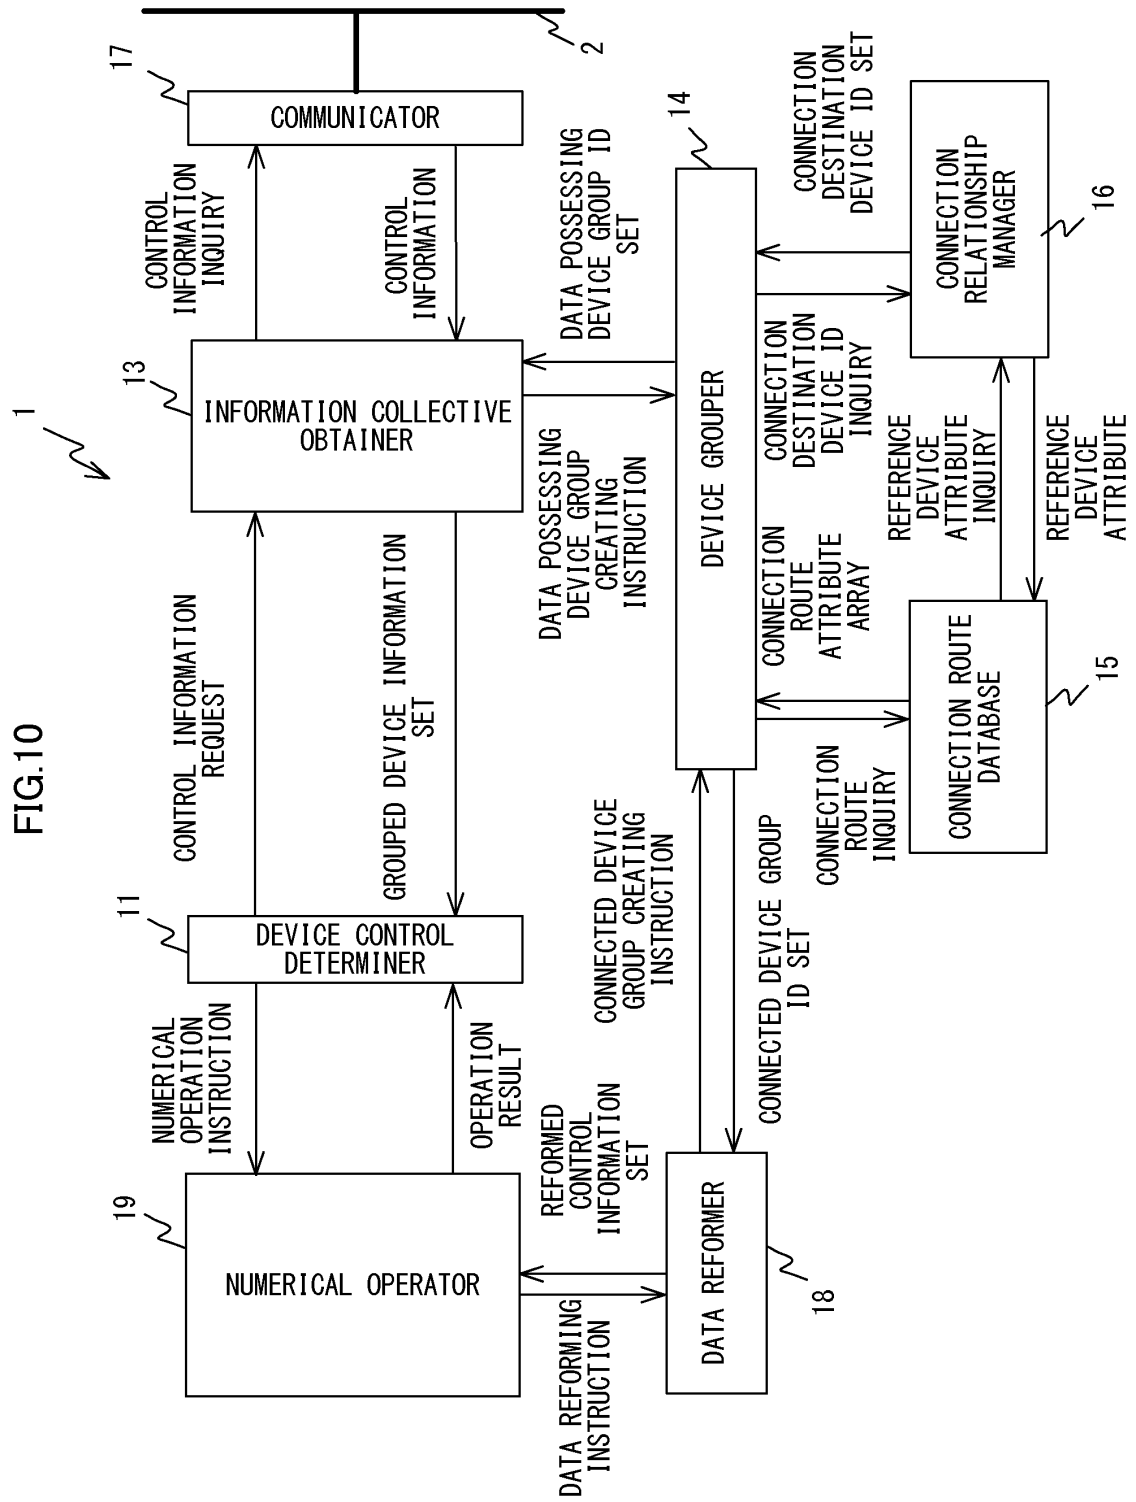 FIG.10
1
19
NUMERICAL OPERATOR
NUMERICAL
OPERATION
INSTRUCTION
OPERATION
RESULT
11
DEVICE CONTROL
DETERMINER
CONTROL INFORMATION
REQUEST
GROUPED DEVICE INFORMATION
SET
13
INFORMATION COLLECTIVE
OBTAINER
CONTROL
INFORMATION
INQUIRY
CONTROL
INFORMATION
17
COMMUNICATOR
2
DATA REFORMING
INSTRUCTION
REFORMED
CONTROL
INFORMATION
SET
DATA POSSESSING
DEVICE GROUP
CREATING
INSTRUCTION
DATA POSSESSING
DEVICE GROUP ID
SET
DATA REFORMER
18
CONNECTED DEVICE
GROUP CREATING
INSTRUCTION
CONNECTED DEVICE GROUP
ID SET
DEVICE GROUPER
14
CONNECTION
ROUTE
INQUIRY
CONNECTION
ROUTE
ATTRIBUTE
ARRAY
CONNECTION
DESTINATION
DEVICE ID
INQUIRY
CONNECTION
DESTINATION
DEVICE ID SET
CONNECTION ROUTE
DATABASE
15
REFERENCE
DEVICE
ATTRIBUTE
INQUIRY
REFERENCE
DEVICE
ATTRIBUTE
CONNECTION
RELATIONSHIP
MANAGER
16